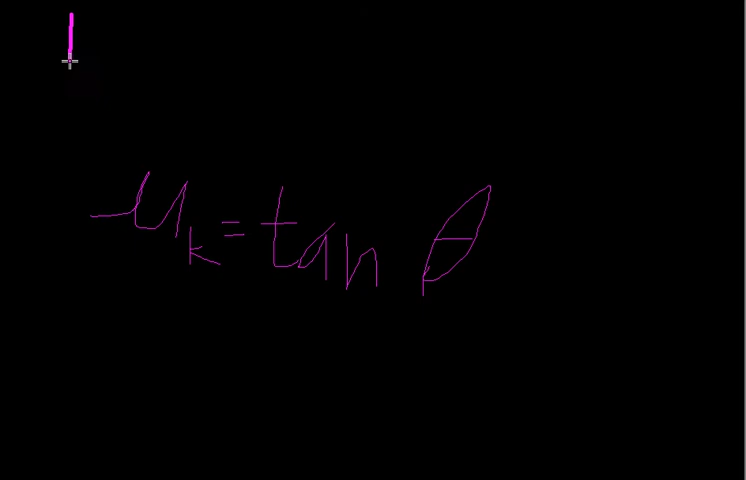 μk = tan θ